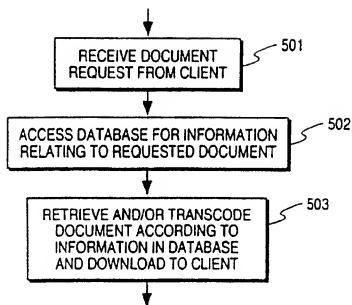 RECEIVE DOCUMENT
REQUEST FROM CLIENT
501
ACCESS DATABASE FOR INFORMATION
RELATING TO REQUESTED DOCUMENT
502
RETRIEVE AND/OR TRANSCODE
DOCUMENT ACCORDING TO
INFORMATION IN DATABASE
AND DOWNLOAD TO CLIENT
503